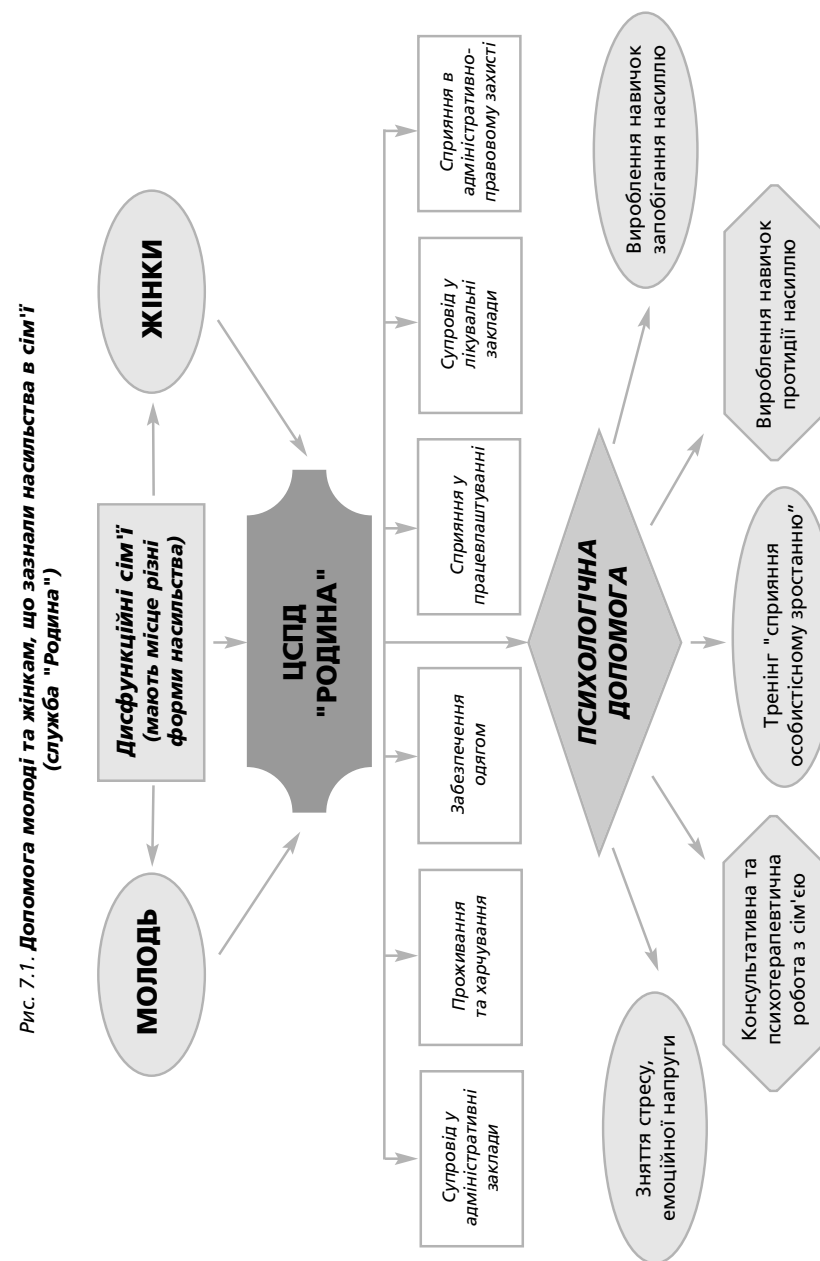 Рис. 7.1. Допомога молоді та жінкам, що зазнали насильства в сім'ї
(служба "Родина")
МОЛОДЬ
Дисфункційні сім'ї
(мають місце різні
форми насильства)
ЖІНКИ
ЦСПД
"РОДИНА"
Супровід у
адміністративні
заклади
Проживання
та харчування
Забезпечення
одягом
Сприяння у
працевлаштуванні
Супровід у
лікувальні
заклади
Сприяння в
адміністративно-
правовому захисті
ПСИХОЛОГІЧНА
ДОПОМОГА
Зняття стресу,
емоційної напруги
Консультативна та
психотерапевтична
робота з сім'єю
Тренінг "сприяння
особистісному зростанню”
Вироблення навичок
протидії насиллю
Вироблення навичок
запобігання насиллю